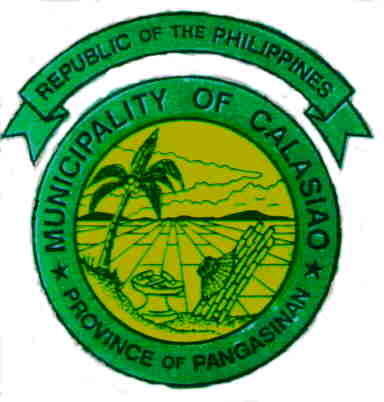 REPUBLIC OF THE PHILIPPINES
MUNICIPALITY OF CALASIAO
PROVINCE OF PANGASINAN